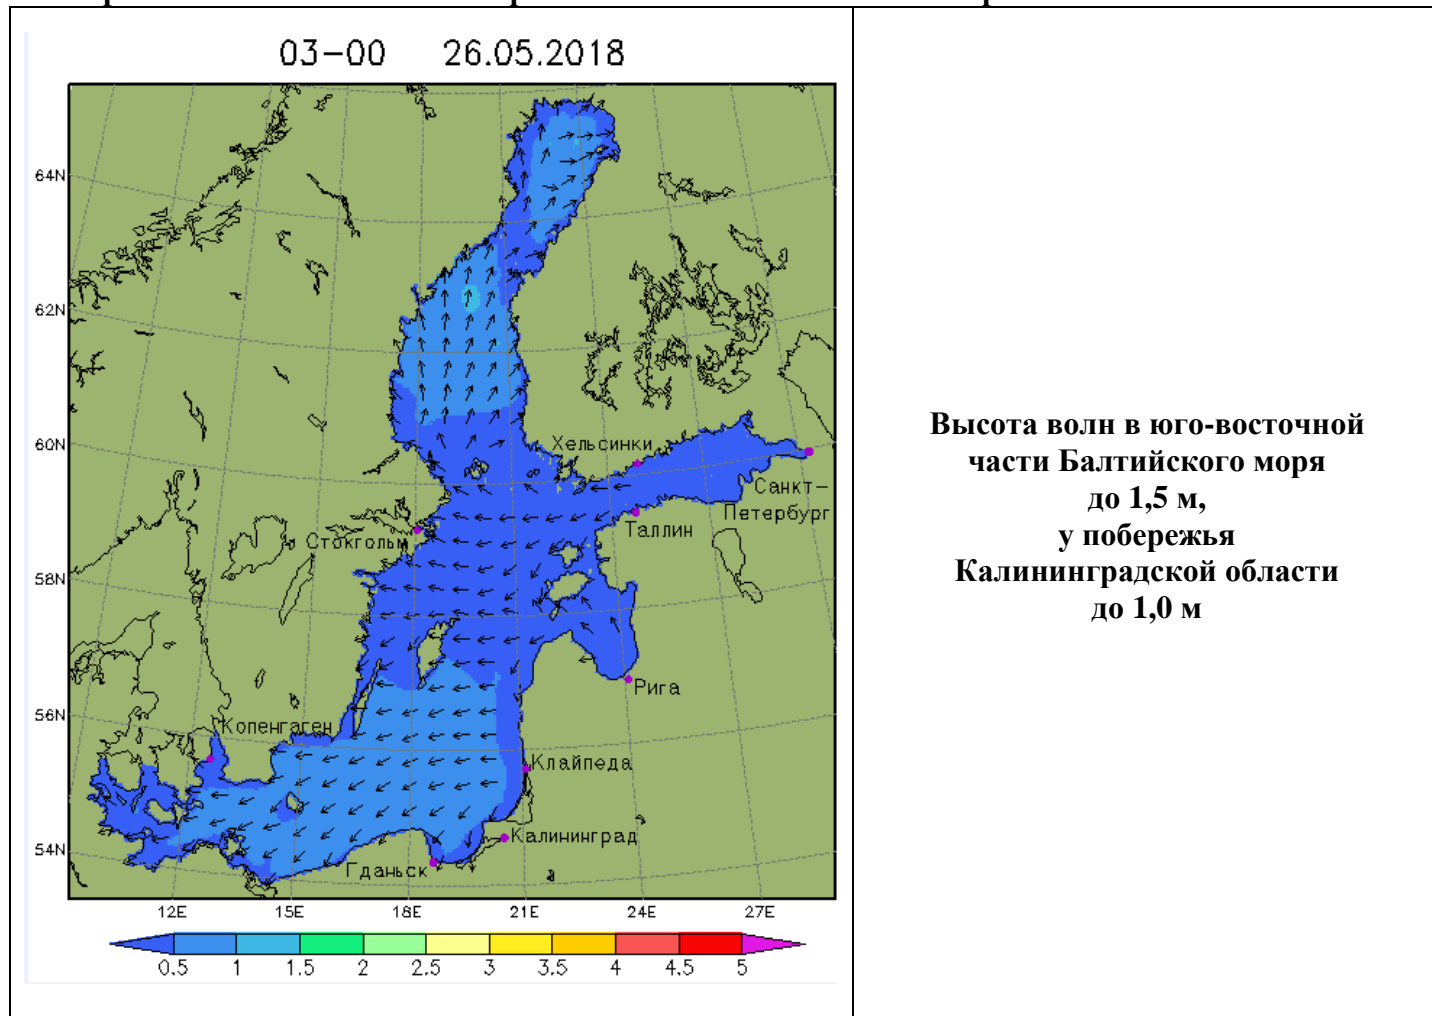 03-00 26.05.2018
64N
62N
60N
58N
56N
54N
Хельсинки
Санкт-
Петербург
Таллин
Стокгольм
Рига
Копенгаген
Клайпеда
Калининград
Гданьск
12E 15E 18E 21E 24E 27E
0.5 1 1.5 2 2.5 3 3.5 4 4.5 5
Высота волн в юго-восточной
части Балтийского моря
до 1,5 м,
у побережья
Калининградской области
до 1,0 м